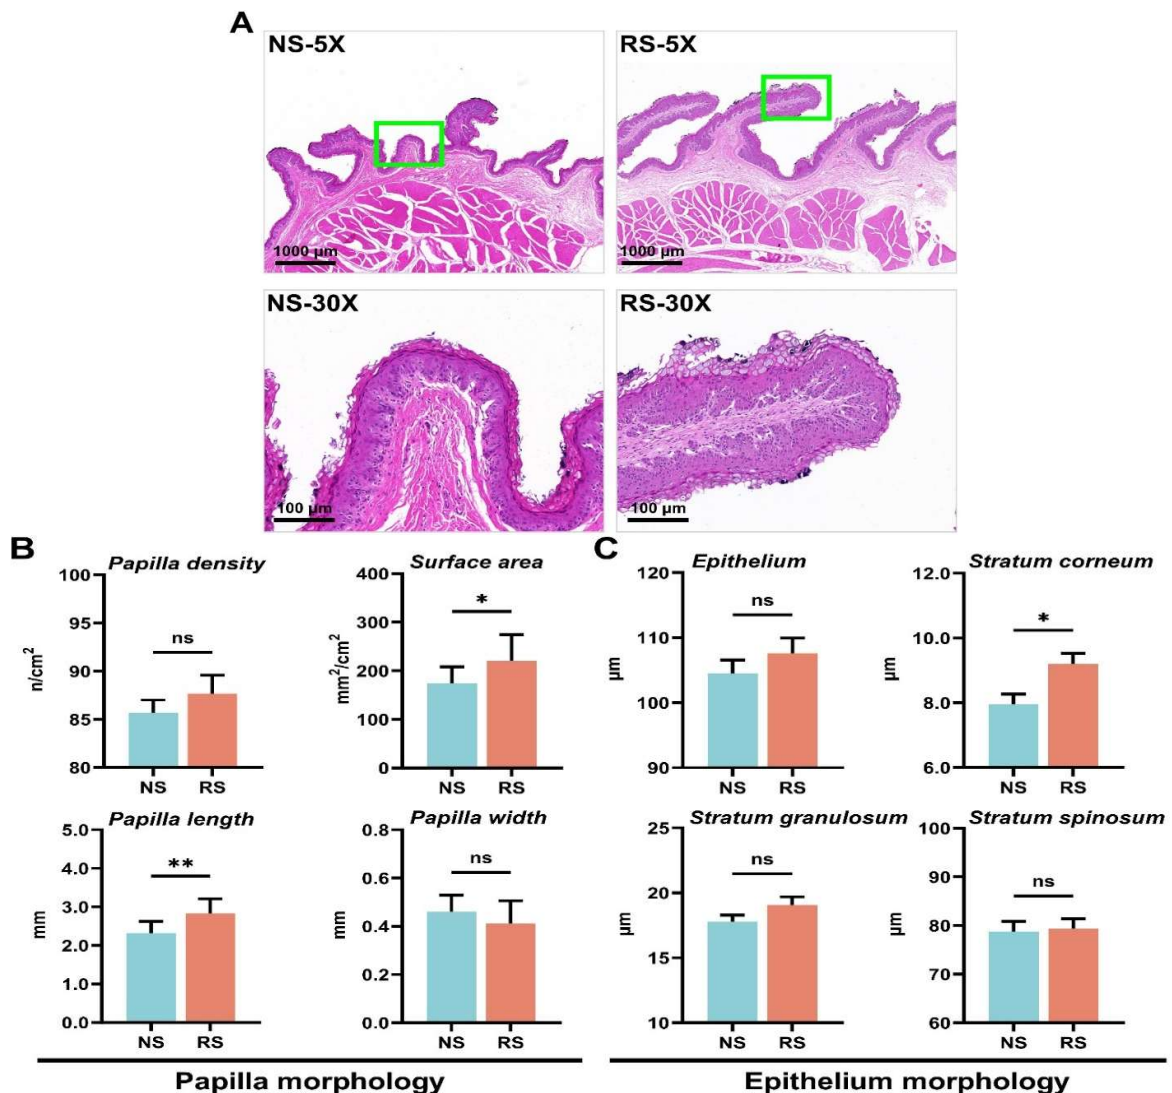 A
NS-5X
RS-5X
1000 µm
1000 µm
NS-30X
RS-30X
100 µm
100 µm
B
Papilla density
100
95
90
85
80
n/cm²
ns
NS
RS
Surface area
400
300
200
100
0
mm²/cm²
*
NS
RS
Papilla length
5.0
4.0
3.0
2.0
1.0
0.0
mm
**
NS
RS
Papilla width
0.8
0.6
0.4
0.2
0.0
mm
ns
NS
RS
Papilla morphology
C
Epithelium
120
110
100
90
µm
ns
NS
RS
Stratum corneum
12.0
10.0
8.0
6.0
µm
*
NS
RS
Stratum granulosum
25
20
15
10
µm
ns
NS
RS
Stratum spinosum
100
90
80
70
60
µm
ns
NS
RS
Epithelium morphology